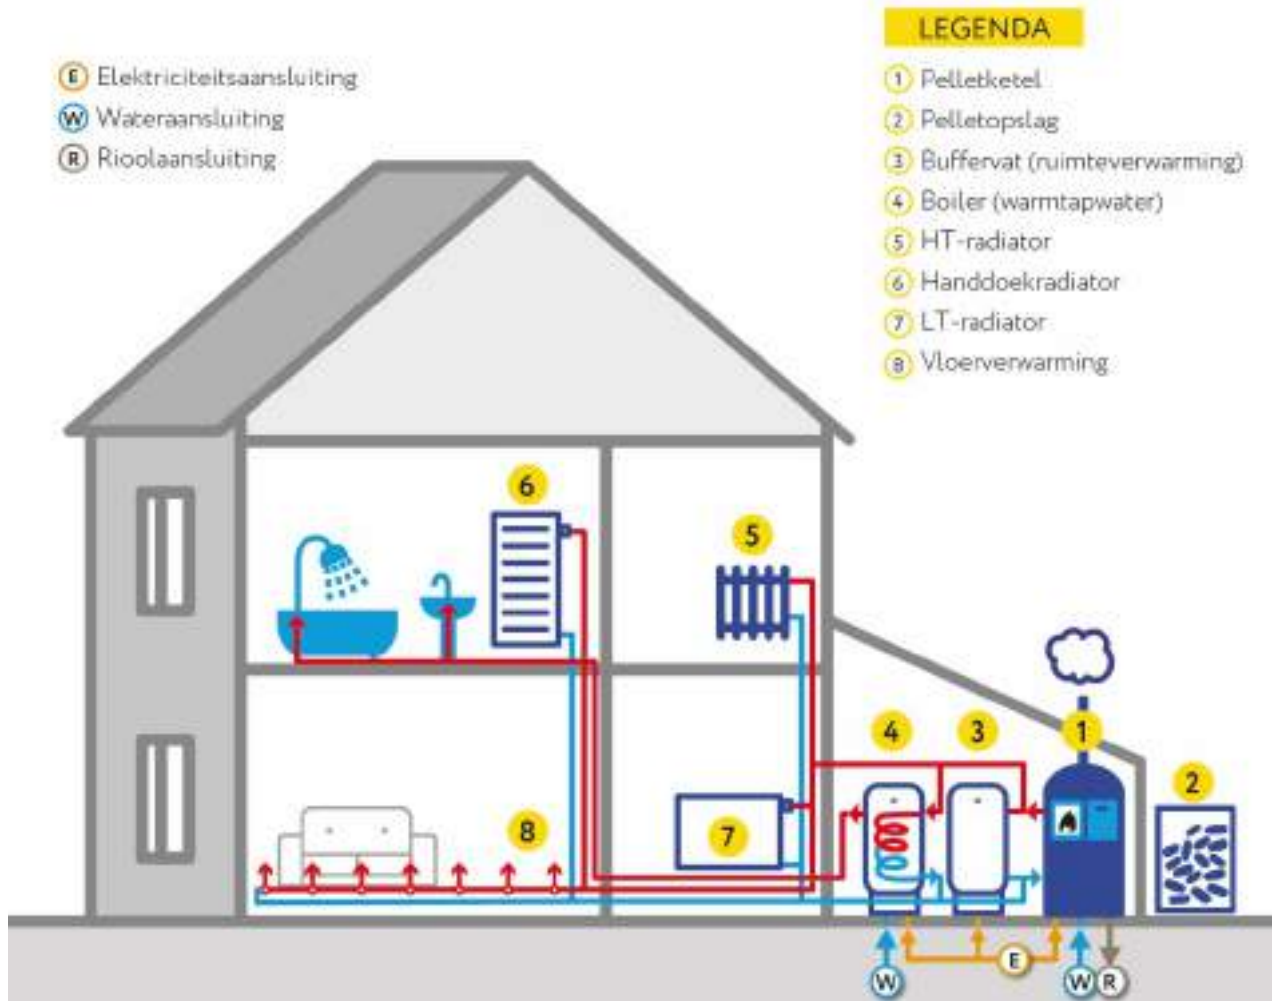 LEGENDA
E Elektriciteitsaansluiting
W Wateraansluiting
R Rioolaansluiting
1 Pelletketel
2 Pelletopslag
3 Buffervat (ruimteverwarming)
4 Boiler (warmtapwater)
5 HT-radiator
6 Handdoekradiator
7 LT-radiator
8 Vloerverwarming
6
5
4
3
1
2
8
7
E
W
W
R